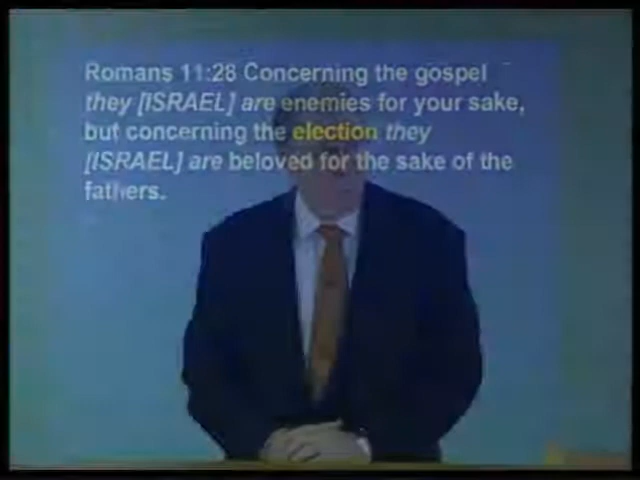 Romans 11:28 Concerning the gospel
they [ISRAEL] are enemies for your sake,
but concerning the election they
[ISRAEL] are beloved for the sake of the
fathers.